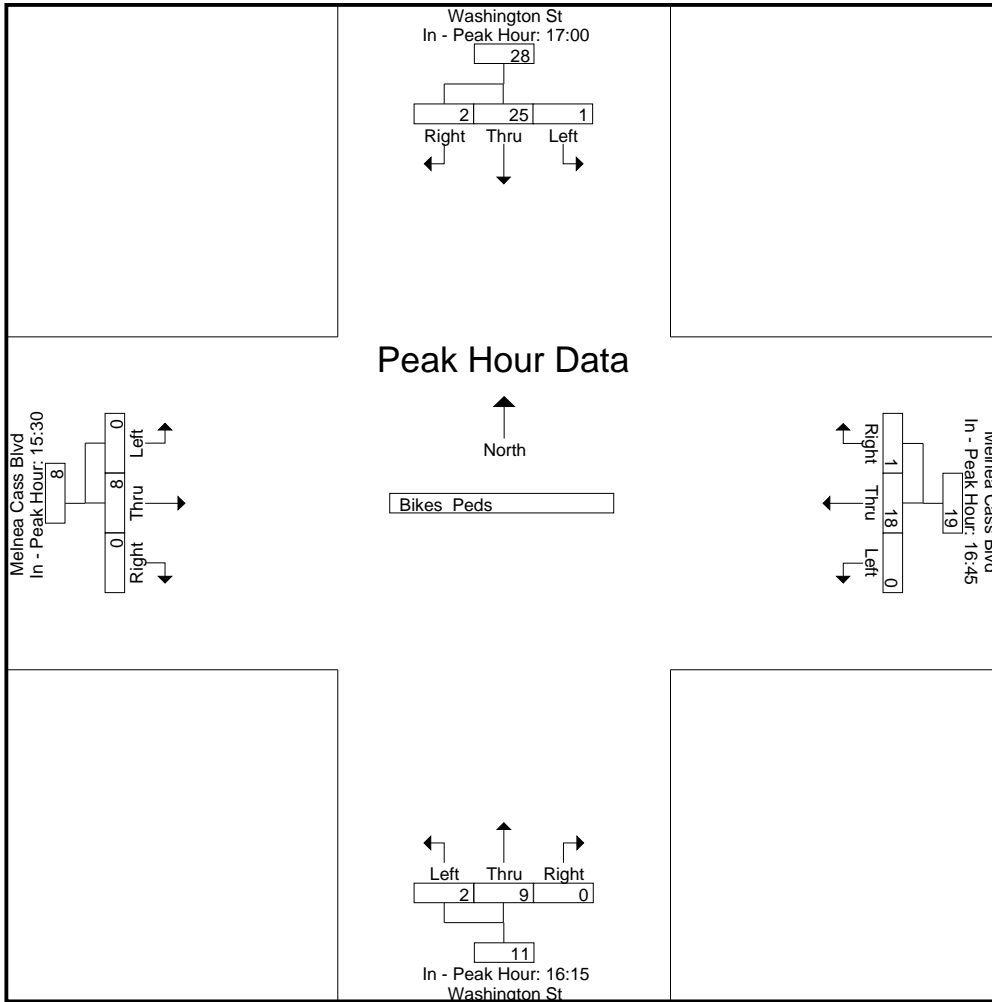 Washington St
In - Peak Hour: 17:00
28
2 25 1
Right Thru Left
Peak Hour Data
North
Bikes Peds
Melnea Cass Blvd
In - Peak Hour: 15:30
8
0 8 0
Left Thru Right
Melnea Cass Blvd
In - Peak Hour: 16:45
19
1 18 0
Right Thru Left
Left Thru Right
2 9 0
11
In - Peak Hour: 16:15
Washington St